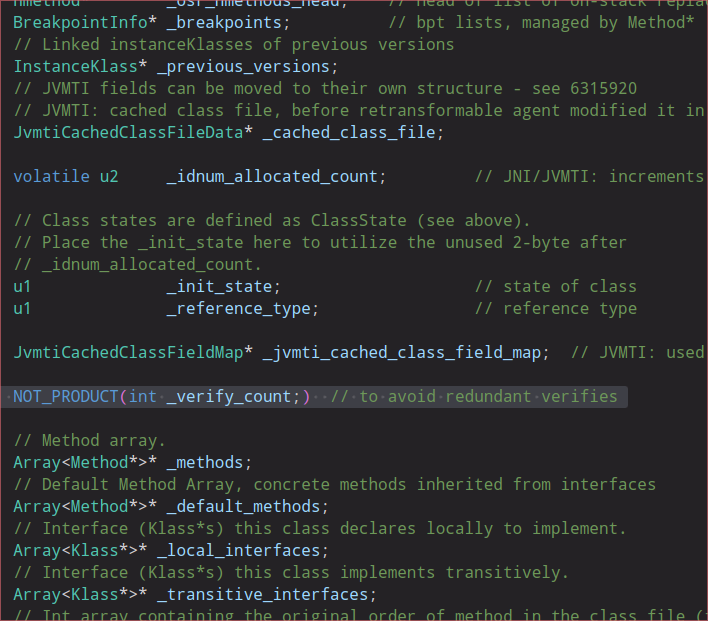 nmethod* _osr_nmethods_head; // Head of list of on-stack repla
BreakpointInfo* _breakpoints; // bpt lists, managed by Method*
// Linked instanceKlasses of previous versions
InstanceKlass* _previous_versions;
// JVMTI fields can be moved to their own structure - see 6315920
// JVMTI: cached class file, before retransformable agent modified it in
JvmtiCachedClassFileData* _cached_class_file;
volatile u2 _idnum_allocated_count; // JNI/JVMTI: increments
// Class states are defined as ClassState (see above).
// Place the _init_state here to utilize the unused 2-byte after
// _idnum_allocated_count.
u1 _init_state; // state of class
u1 _reference_type; // reference type
JvmtiCachedClassFieldMap* _jvmti_cached_class_field_map; // JVMTI: used
NOT_PRODUCT(int _verify_count;) // to avoid redundant verifies
// Method array.
Array<Method*>* _methods;
// Default Method Array, concrete methods inherited from interfaces
Array<Method*>* _default_methods;
// Interface (Klass*s) this class declares locally to implement.
Array<Klass*>* _local_interfaces;
// Interface (Klass*s) this class implements transitively.
Array<Klass*>* _transitive_interfaces;
// Int array containing the original order of method in the class file (